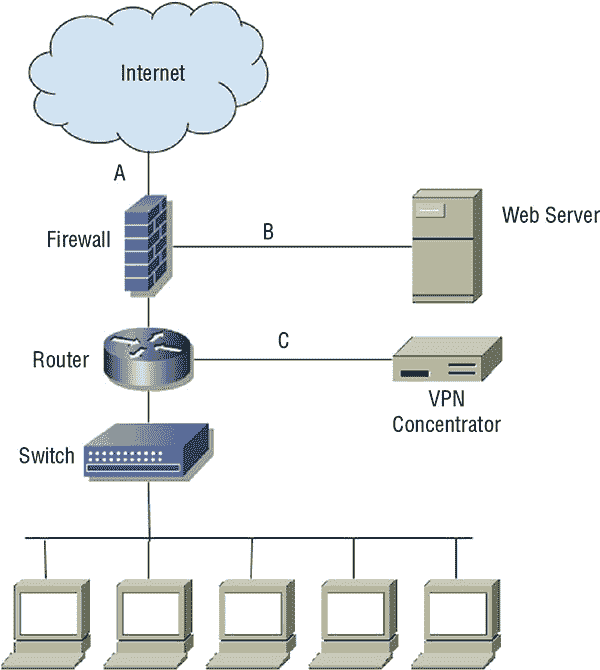 Internet
A
Firewall
B
Web Server
Router
C
VPN
Concentrator
Switch